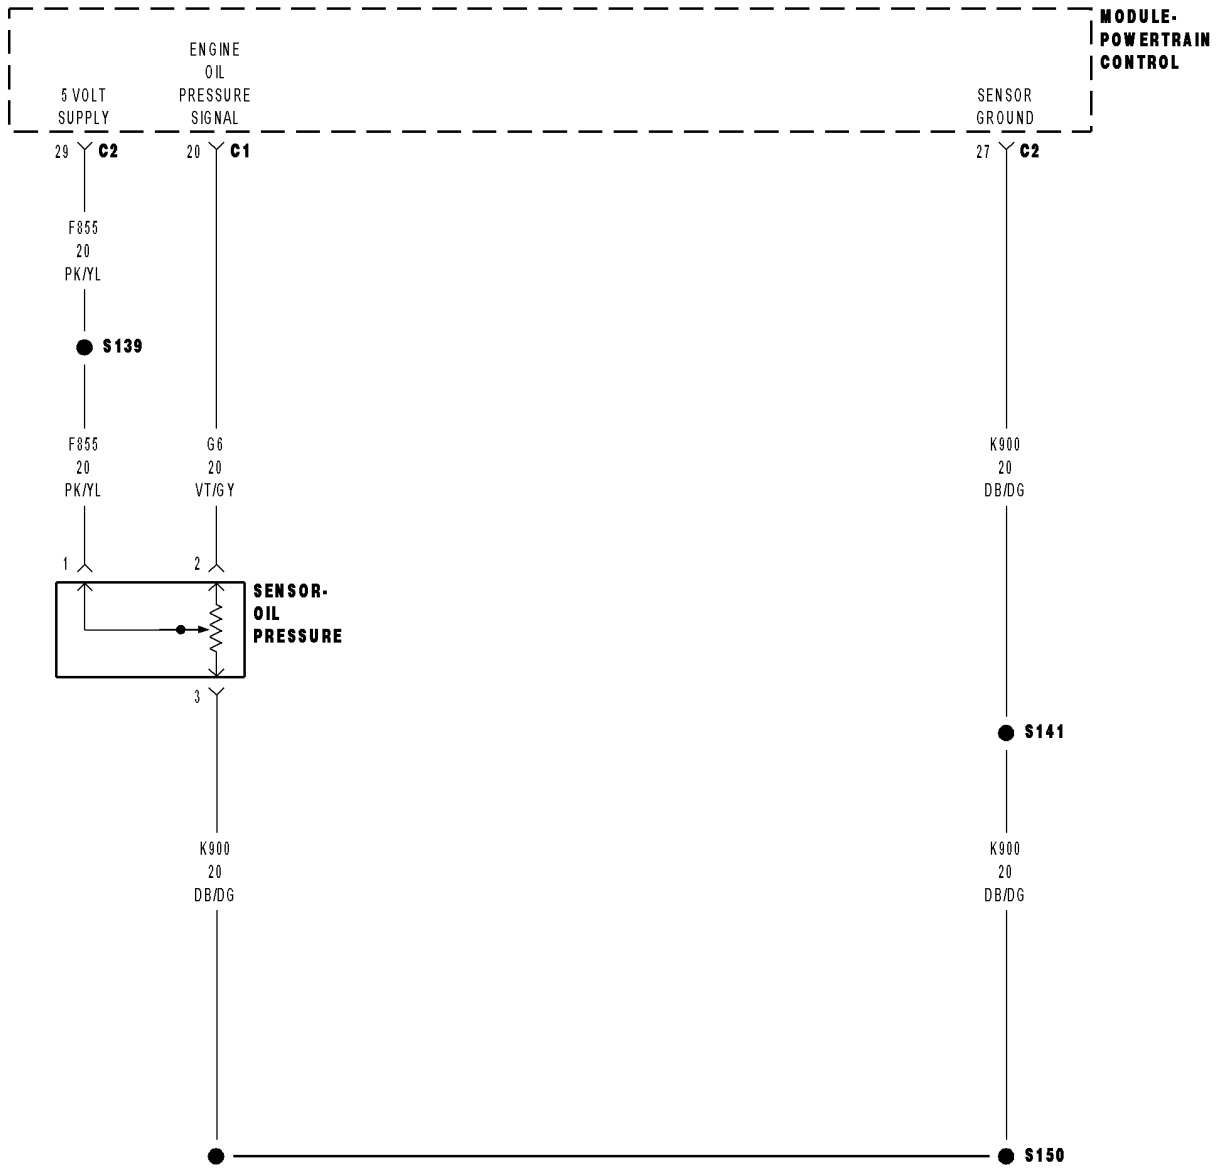 MODULE-
POWERTRAIN
CONTROL
ENGINE
OIL
PRESSURE
SIGNAL
5 VOLT
SUPPLY
SENSOR
GROUND
29 C2
20 C1
27 C2
F855
20
PK/YL
S139
F855
20
PK/YL
G6
20
VT/GY
K900
20
DB/DG
1
2
SENSOR-
OIL
PRESSURE
3
S141
K900
20
DB/DG
K900
20
DB/DG
S150